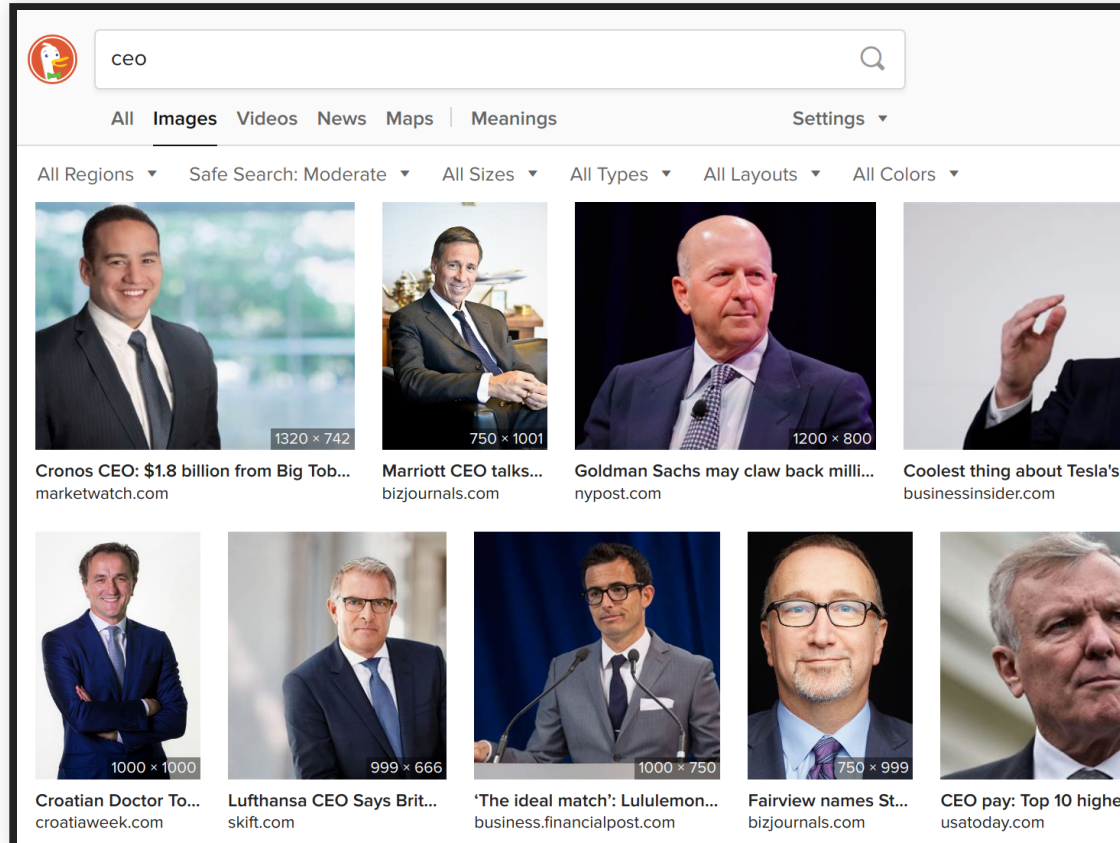 ceo
All Images Videos News Maps Meanings Settings
All Regions Safe Search: Moderate All Sizes All Types All Layouts All Colors
1320 × 742
750 × 1001
1200 × 800
Cronos CEO: $1.8 billion from Big Tob...
marketwatch.com
Marriott CEO talks...
bizjournals.com
Goldman Sachs may claw back milli...
nypost.com
Coolest thing about Tesla's
businessinsider.com
1000 × 1000
999 × 666
1000 × 750
750 × 999
Croatian Doctor To...
croatiaweek.com
Lufthansa CEO Says Brit...
skift.com
‘The ideal match’: Lululemon...
business.financialpost.com
Fairview names St...
bizjournals.com
CEO pay: Top 10 highe
usatoday.com